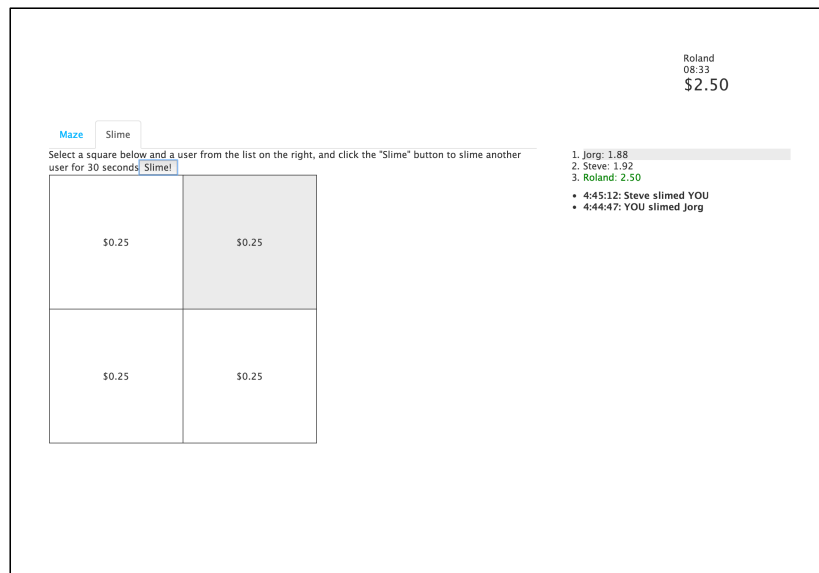 Roland
08:33
$2.50
Maze Slime
Select a square below and a user from the list on the right, and click the "Slime" button to slime another
user for 30 seconds Slime!
$0.25 $0.25
$0.25 $0.25
1. Jorg: 1.88
2. Steve: 1.92
3. Roland: 2.50
• 4:45:12: Steve slimed YOU
• 4:44:47: YOU slimed Jorg